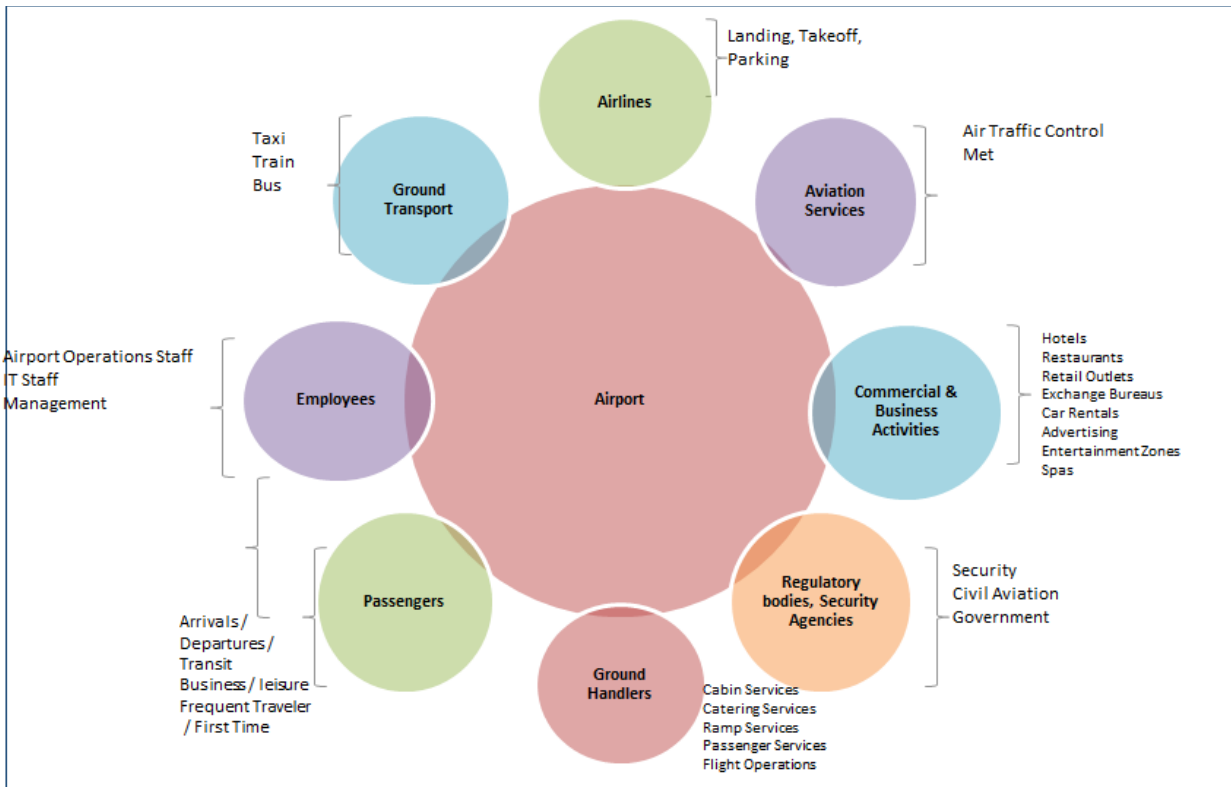 Landing, Takeoff,
Parking
Airlines
Taxi
Train
Bus
Ground
Transport
Air Traffic Control
Met
Aviation
Services
Airport Operations Staff
IT Staff
Management
Employees
Airport
Commercial &
Business
Activities
Hotels
Restaurants
Retail Outlets
Exchange Bureaus
Car Rentals
Advertising
Entertainment Zones
Spas
Passengers
Arrivals /
Departures /
Transit
Business / leisure
Frequent Traveler
/ First Time
Regulatory
bodies, Security
Agencies
Security
Civil Aviation
Government
Ground
Handlers
Cabin Services
Catering Services
Ramp Services
Passenger Services
Flight Operations